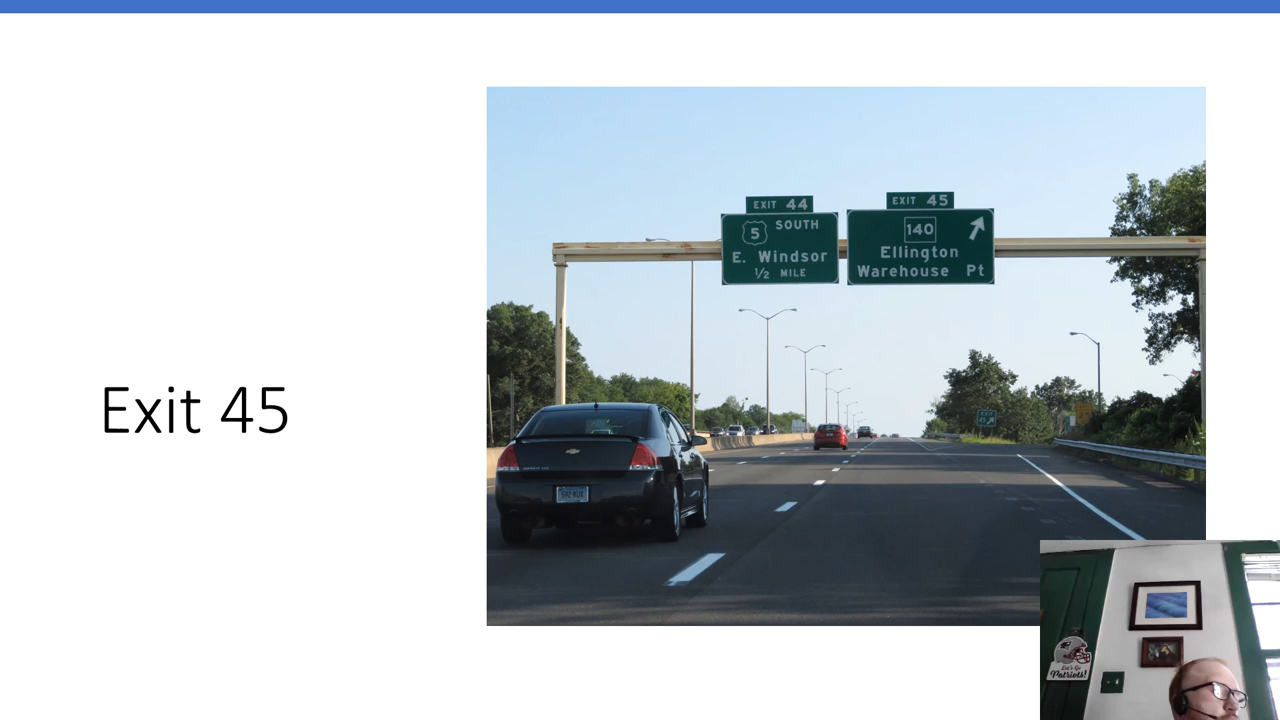 Exit 45
EXIT 44
5 SOUTH
E. Windsor
1/2 MILE
EXIT 45
140
Ellington
Warehouse Pt
EXIT
Let's Go
Patriots!